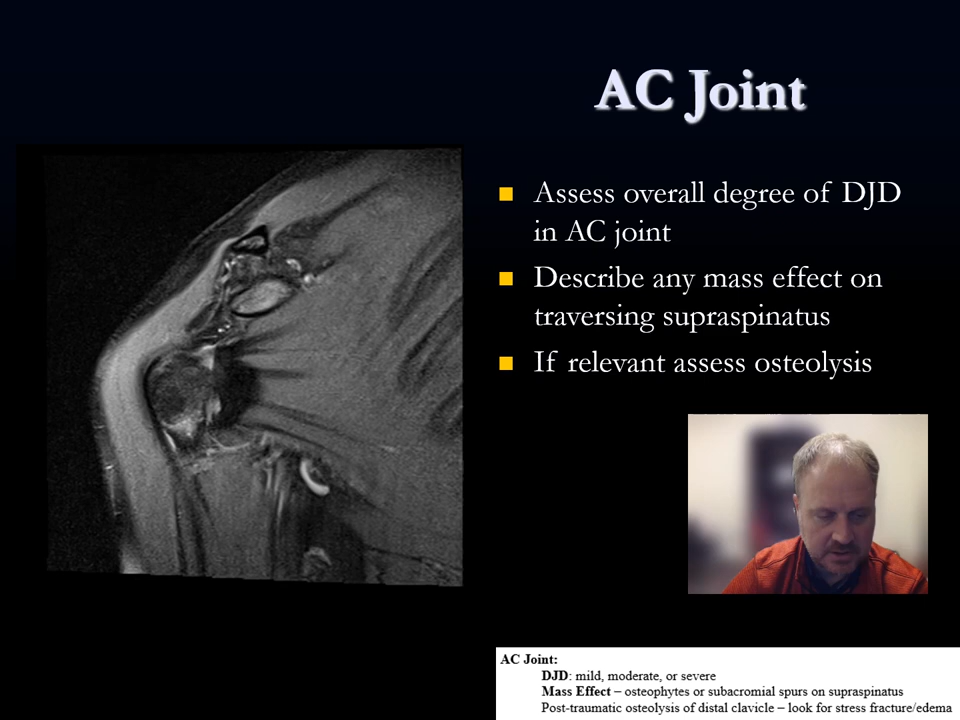 AC Joint
Assess overall degree of DJD
in AC joint
Describe any mass effect on
traversing supraspinatus
If relevant assess osteolysis
AC Joint:
DJD: mild, moderate, or severe
Mass Effect – osteophytes or subacromial spurs on supraspinatus
Post-traumatic osteolysis of distal clavicle – look for stress fracture/edema